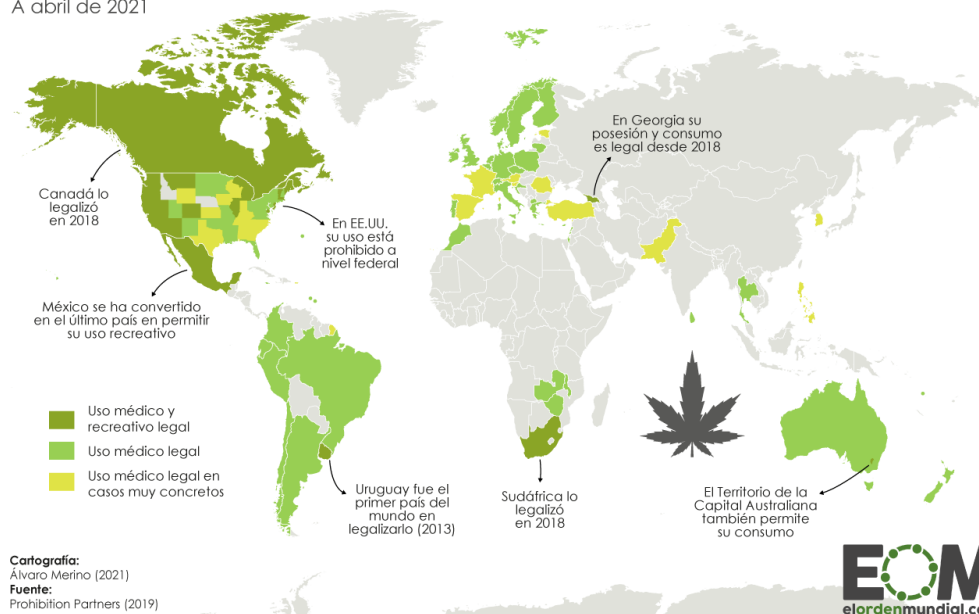 A abril de 2021
En Georgia su
posesión y consumo
es legal desde 2018
Canadá lo
legalizó
en 2018
En EE.UU.
su uso está
prohibido a
nivel federal
México se ha convertido
en el último país en permitir
su uso recreativo
Uso médico y
recreativo legal
Uso médico legal
Uso médico legal en
casos muy concretos
Uruguay fue el
primer país del
mundo en
legalizarlo (2013)
Sudáfrica lo
legalizó
en 2018
El Territorio de la
Capital Australiana
también permite
su consumo
Cartografía:
Álvaro Merino (2021)
Fuente:
Prohibition Partners (2019)
EOM
elordenmundial.co